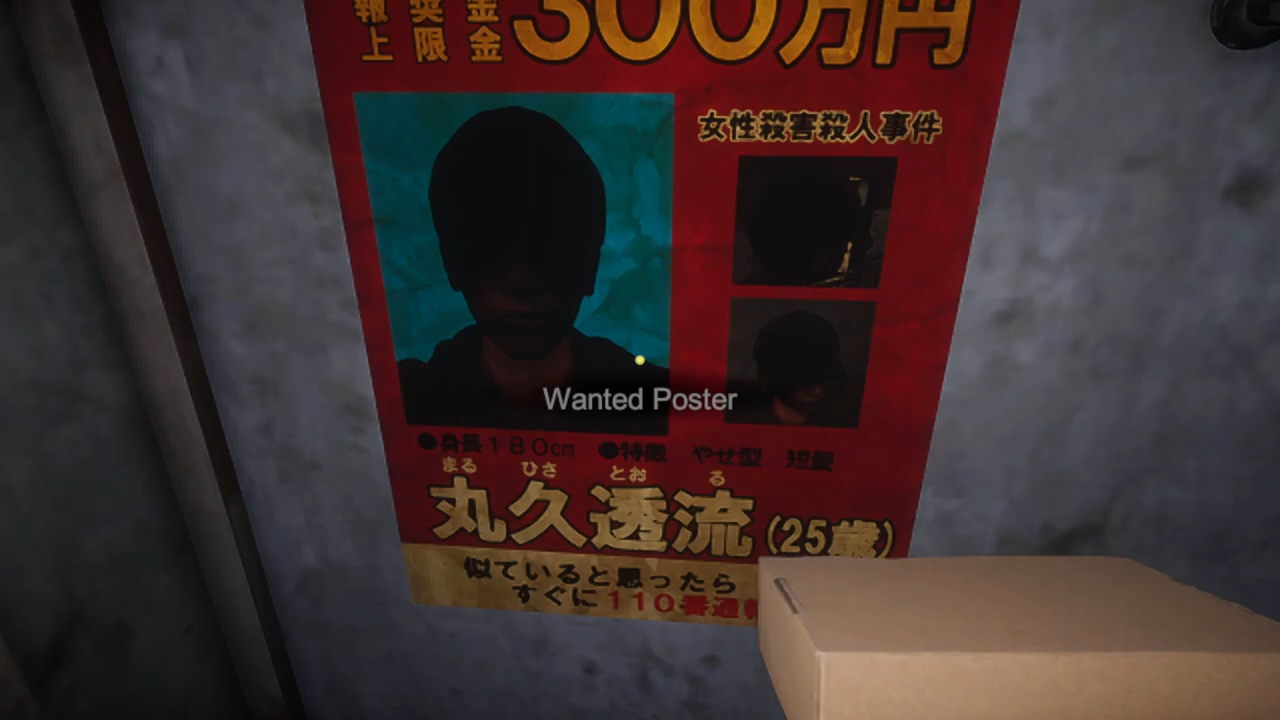 報奨金
上限金
300万円
女性殺害殺人事件
●身長180cm ●特徴 やせ型 短髪
まる ひさ とお る
丸久透流(25歳)
似ていると思ったら
すぐに110番通報
Wanted Poster